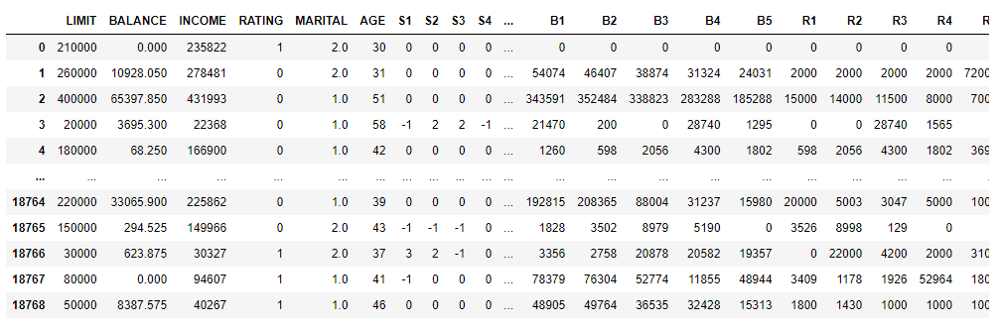 LIMIT BALANCE INCOME RATING MARITAL AGE S1 S2 S3 S4 ... B1 B2 B3 B4 B5 R1 R2 R3 R4 R
0 210000 0.000 235822 1 2.0 30 0 0 0 0 ... 0 0 0 0 0 0 0 0 0
1 260000 10928.050 278481 0 2.0 31 0 0 0 0 ... 54074 46407 38874 31324 24031 2000 2000 2000 2000 7200
2 400000 65397.850 431993 0 1.0 51 0 0 0 0 ... 343591 352484 338823 283288 185288 15000 14000 11500 8000 700
3 20000 3695.300 22368 0 1.0 58 -1 2 2 -1 ... 21470 200 0 28740 1295 0 0 28740 1565
4 180000 68.250 166900 0 1.0 42 0 0 0 0 ... 1260 598 2056 4300 1802 598 2056 4300 1802 369
... ... ... ... ... ... ... ... ... ... ... ... ... ... ... ... ... ... ... ... ...
18764 220000 33065.900 225862 0 1.0 39 0 0 0 0 ... 192815 208365 88004 31237 15980 20000 5003 3047 5000 100
18765 150000 294.525 149966 0 2.0 43 -1 -1 -1 0 ... 1828 3502 8979 5190 0 3526 8998 129 0
18766 30000 623.875 30327 1 2.0 37 3 2 -1 0 ... 3356 2758 20878 20582 19357 0 22000 4200 2000 310
18767 80000 0.000 94607 1 1.0 41 -1 0 0 0 ... 78379 76304 52774 11855 48944 3409 1178 1926 52964 180
18768 50000 8387.575 40267 1 1.0 46 0 0 0 0 ... 48905 49764 36535 32428 15313 1800 1430 1000 1000 100